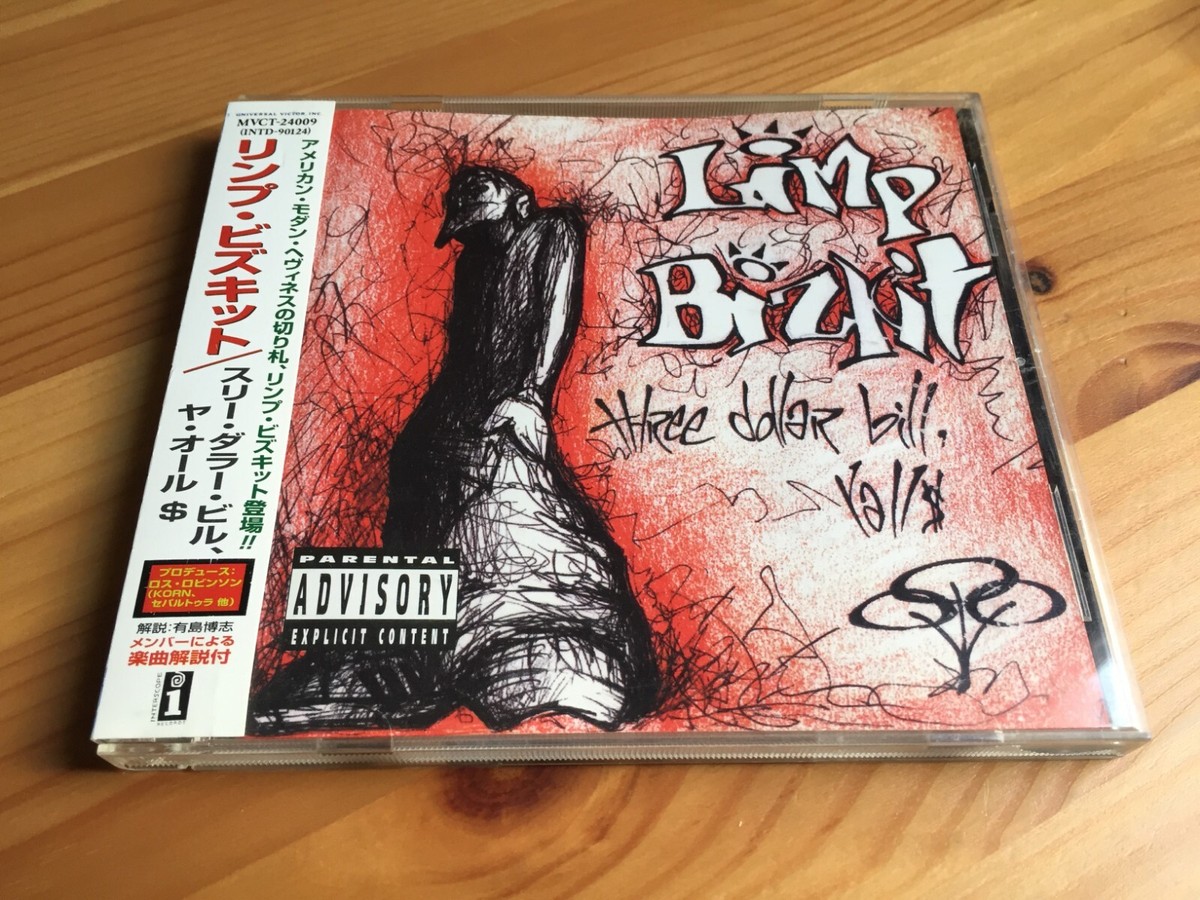 UNIVERSAL VICTOR, INC.
MVCT-24009
(INTD-90124)
アメリカン・モダン・ヘヴィネスの切り札、リンプ・ビズキット登場!!
リンプ・ビズキット/
スリー・ダラー・ビル、
ヤ・オール$
プロデュース:
ロス・ロビンソン
(KORN、
セパルトゥラ 他)
解説:有島博志
メンバーによる
楽曲解説付
INTERSCOPE
RECORDS
Limp
Bizkit
three dollar bill,
yall$
PARENTAL
ADVISORY
EXPLICIT CONTENT